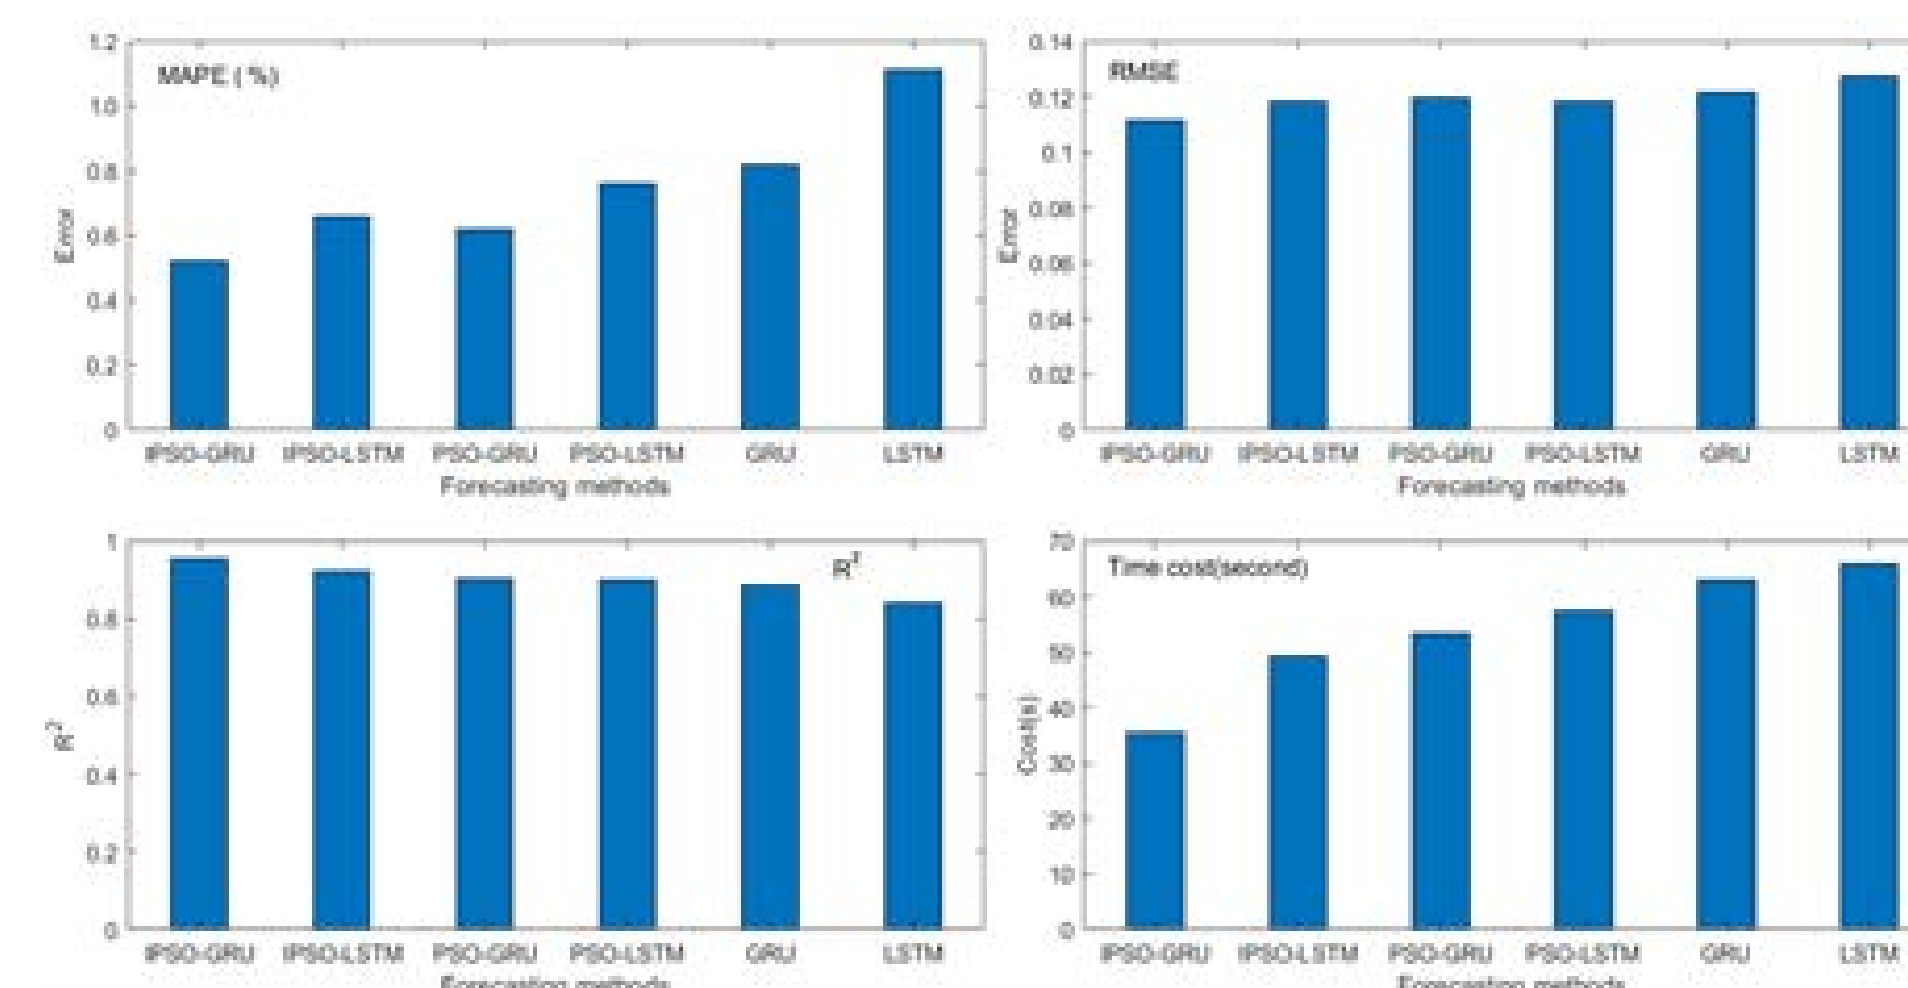 MAPE (%)
Error
1.2
1.0
0.8
0.6
0.4
0.2
0
IPSO-GRU IPSO-LSTM PSO-GRU PSO-LSTM GRU LSTM
Forecasting methods
RMSE
Error
0.14
0.12
0.1
0.08
0.06
0.04
0.02
0
IPSO-GRU IPSO-LSTM PSO-GRU PSO-LSTM GRU LSTM
Forecasting methods
R²
R²
1
0.8
0.6
0.4
0.2
0
IPSO-GRU IPSO-LSTM PSO-GRU PSO-LSTM GRU LSTM
Forecasting methods
Time cost(second)
Cost(s)
70
60
50
40
30
20
10
0
IPSO-GRU IPSO-LSTM PSO-GRU PSO-LSTM GRU LSTM
Forecasting methods